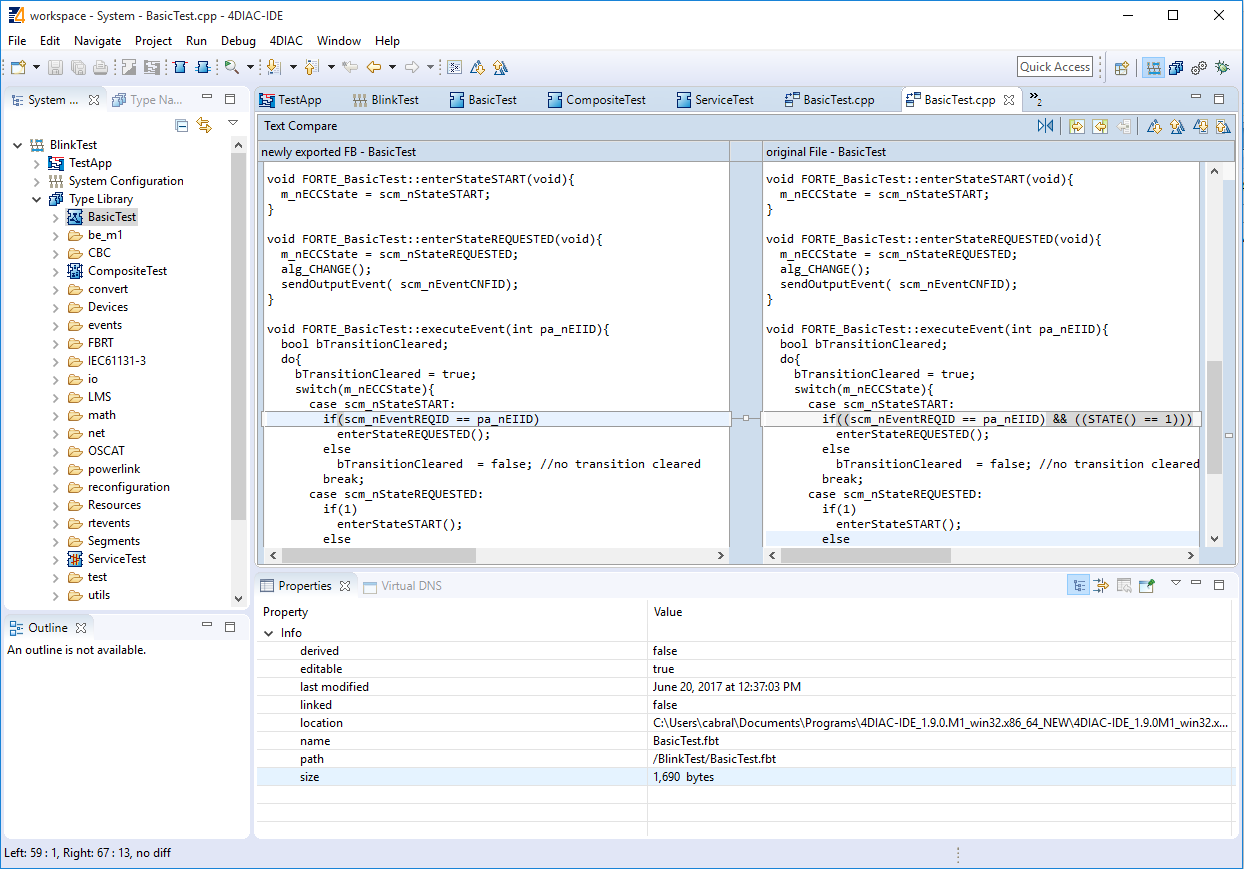 workspace - System - BasicTest.cpp - 4DIAC-IDE
File Edit Navigate Project Run Debug 4DIAC Window Help
Quick Access
System ...
Type Na...
BlinkTest
TestApp
System Configuration
Type Library
BasicTest
be_m1
CBC
CompositeTest
convert
Devices
events
FBRT
IEC61131-3
io
LMS
math
net
OSCAT
powerlink
reconfiguration
Resources
rtevents
Segments
ServiceTest
test
utils
Outline
An outline is not available.
TestApp BlinkTest BasicTest CompositeTest ServiceTest BasicTest.cpp BasicTest.cpp »2
Text Compare
newly exported FB - BasicTest
void FORTE_BasicTest::enterStateSTART(void){
m_nECCState = scm_nStateSTART;
}
void FORTE_BasicTest::enterStateREQUESTED(void){
m_nECCState = scm_nStateREQUESTED;
alg_CHANGE();
sendOutputEvent( scm_nEventCNFID);
}
void FORTE_BasicTest::executeEvent(int pa_nEIID){
bool bTransitionCleared;
do{
bTransitionCleared = true;
switch(m_nECCState){
case scm_nStateSTART:
if(scm_nEventREQID == pa_nEIID)
enterStateREQUESTED();
else
bTransitionCleared  = false; //no transition cleared
break;
case scm_nStateREQUESTED:
if(1)
enterStateSTART();
else
original File - BasicTest
void FORTE_BasicTest::enterStateSTART(void){
m_nECCState = scm_nStateSTART;
}
void FORTE_BasicTest::enterStateREQUESTED(void){
m_nECCState = scm_nStateREQUESTED;
alg_CHANGE();
sendOutputEvent( scm_nEventCNFID);
}
void FORTE_BasicTest::executeEvent(int pa_nEIID){
bool bTransitionCleared;
do{
bTransitionCleared = true;
switch(m_nECCState){
case scm_nStateSTART:
if((scm_nEventREQID == pa_nEIID) && ((STATE() == 1)))
enterStateREQUESTED();
else
bTransitionCleared  = false; //no transition cleared
break;
case scm_nStateREQUESTED:
if(1)
enterStateSTART();
else
Properties
Virtual DNS
Property Value
Info
derived false
editable true
last modified June 20, 2017 at 12:37:03 PM
linked false
location C:\Users\cabral\Documents\Programs\4DIAC-IDE_1.9.0.M1_win32.x86_64_NEW\4DIAC-IDE_1.9.0M1_win32.x...
name BasicTest.fbt
path /BlinkTest/BasicTest.fbt
size 1,690 bytes
Left: 59 : 1, Right: 67 : 13, no diff